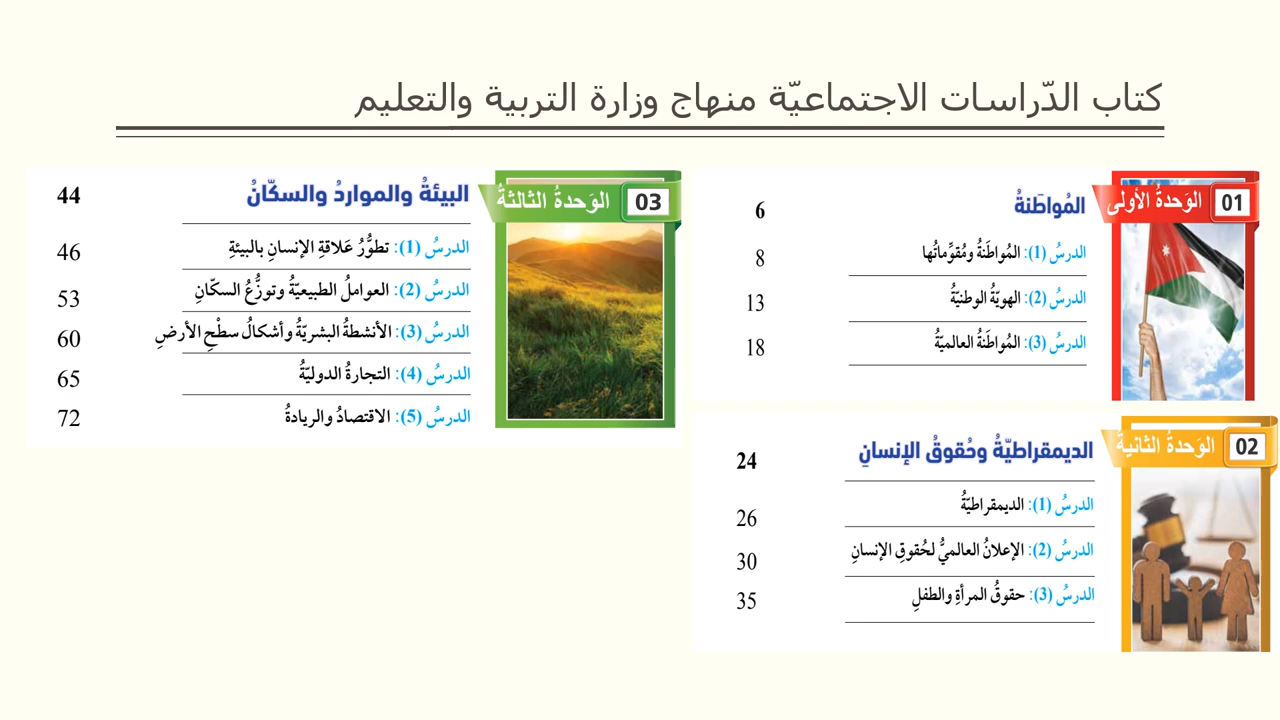 كتاب الدّراسات الاجتماعيّة منهاج وزارة التربية والتعليم
الوَحدةُ الأولى 01
المُواطَنةُ 6
الدرسُ (1): المُواطَنةُ ومُقوِّماتُها 8
الدرسُ (2): الهويّةُ الوطنيّةُ 13
الدرسُ (3): المُواطَنةُ العالميّةُ 18
الوَحدةُ الثانيةُ 02
الديمقراطيّةُ وحُقوقُ الإنسانِ 24
الدرسُ (1): الديمقراطيّةُ 26
الدرسُ (2): الإعلانُ العالميُّ لحُقوقِ الإنسانِ 30
الدرسُ (3): حقوقُ المرأةِ والطفلِ 35
الوَحدةُ الثالثةُ 03
البيئةُ والمواردُ والسكّانُ 44
الدرسُ (1): تطوُّرُ عَلاقةِ الإنسانِ بالبيئةِ 46
الدرسُ (2): العواملُ الطبيعيّةُ وتوزُّعُ السكّانِ 53
الدرسُ (3): الأنشطةُ البشريّةُ وأشكالُ سطْحِ الأرضِ 60
الدرسُ (4): التجارةُ الدوليّةُ 65
الدرسُ (5): الاقتصادُ والريادةُ 72